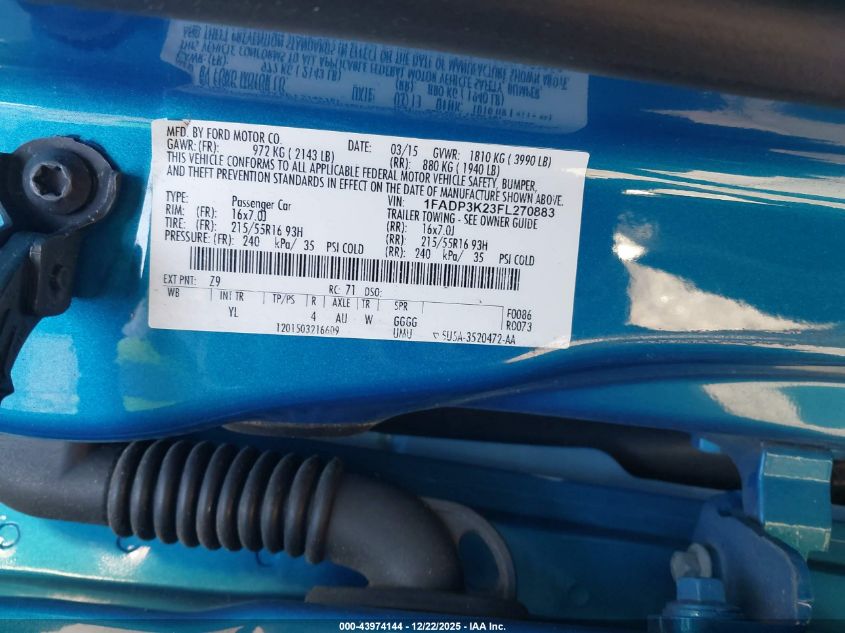 MFD. BY FORD MOTOR CO. DATE: 03/15 GVWR: 1810 KG ( 3990 LB)
GAWR: (FR): 972 KG ( 2143 LB) (RR): 880 KG ( 1940 LB)
THIS VEHICLE CONFORMS TO ALL APPLICABLE FEDERAL MOTOR VEHICLE SAFETY, BUMPER,
AND THEFT PREVENTION STANDARDS IN EFFECT ON THE DATE OF MANUFACTURE SHOWN ABOVE.
VIN: 1FADP3K23FL270883
TYPE: Passenger Car TRAILER TOWING - SEE OWNER GUIDE
RIM: (FR): 16x7.0J (RR): 16x7.0J
TIRES: (FR): 215/55R16 93H (RR): 215/55R16 93H
PRESSURE: (FR): 240 kPa/ 35 PSI COLD (RR): 240 kPa/ 35 PSI COLD
EXT PNT: Z9 RC: 71 DSO:
WB INT TR TP/PS R AXLE TR SPR F0086
YL 4 AU W GGGG RD073
1201503216609 UMU 5U5A-3520472-AA
000-43974144 - 12/22/2025 - IAA Inc.